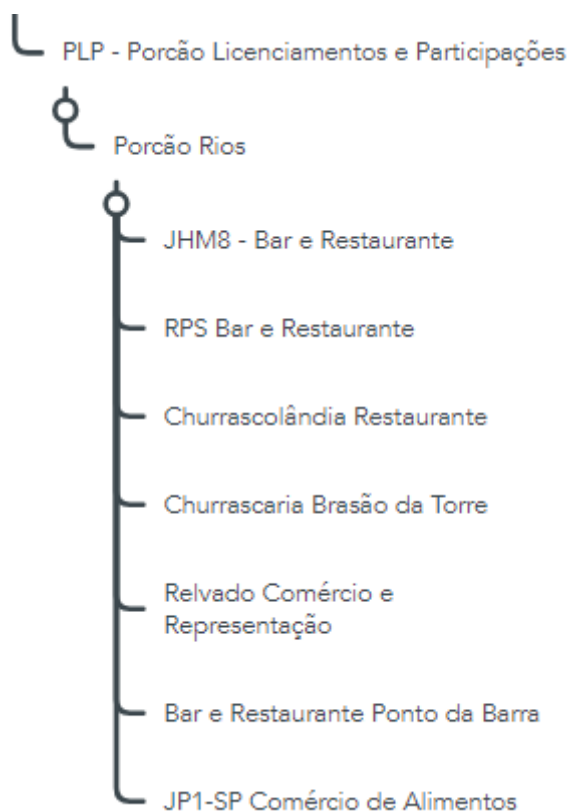 PLP - Porcão Licenciamentos e Participações
Porcão Rios
JHM8 - Bar e Restaurante
RPS Bar e Restaurante
Churrascolândia Restaurante
Churrascaria Brasão da Torre
Relvado Comércio e
Representação
Bar e Restaurante Ponto da Barra
JP1-SP Comércio de Alimentos